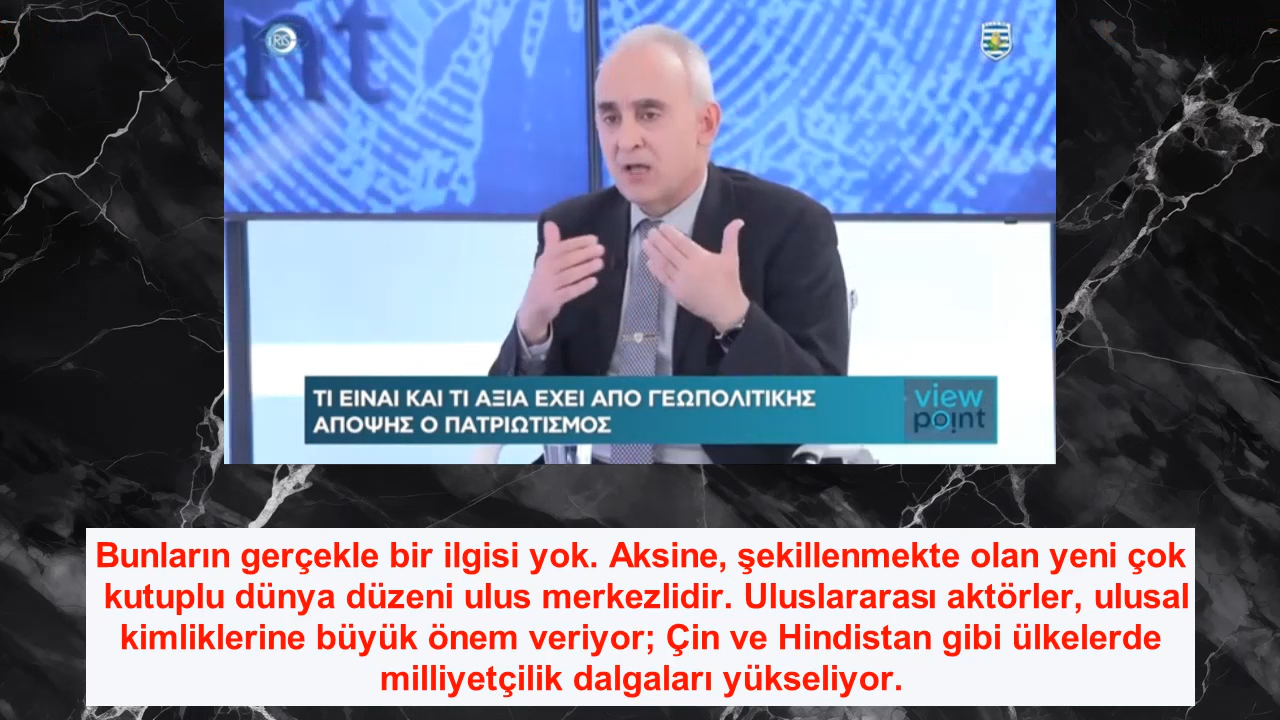 nt
IRIS
ΤΙ ΕΙΝΑΙ ΚΑΙ ΤΙ ΑΞΙΑ ΕΧΕΙ ΑΠΟ ΓΕΩΠΟΛΙΤΙΚΗΣ
ΑΠΟΨΗΣ Ο ΠΑΤΡΙΩΤΙΣΜΟΣ
view
point
Bunların gerçekle bir ilgisi yok. Aksine, şekillenmekte olan yeni çok
kutuplu dünya düzeni ulus merkezlidir. Uluslararası aktörler, ulusal
kimliklerine büyük önem veriyor; Çin ve Hindistan gibi ülkelerde
milliyetçilik dalgaları yükseliyor.